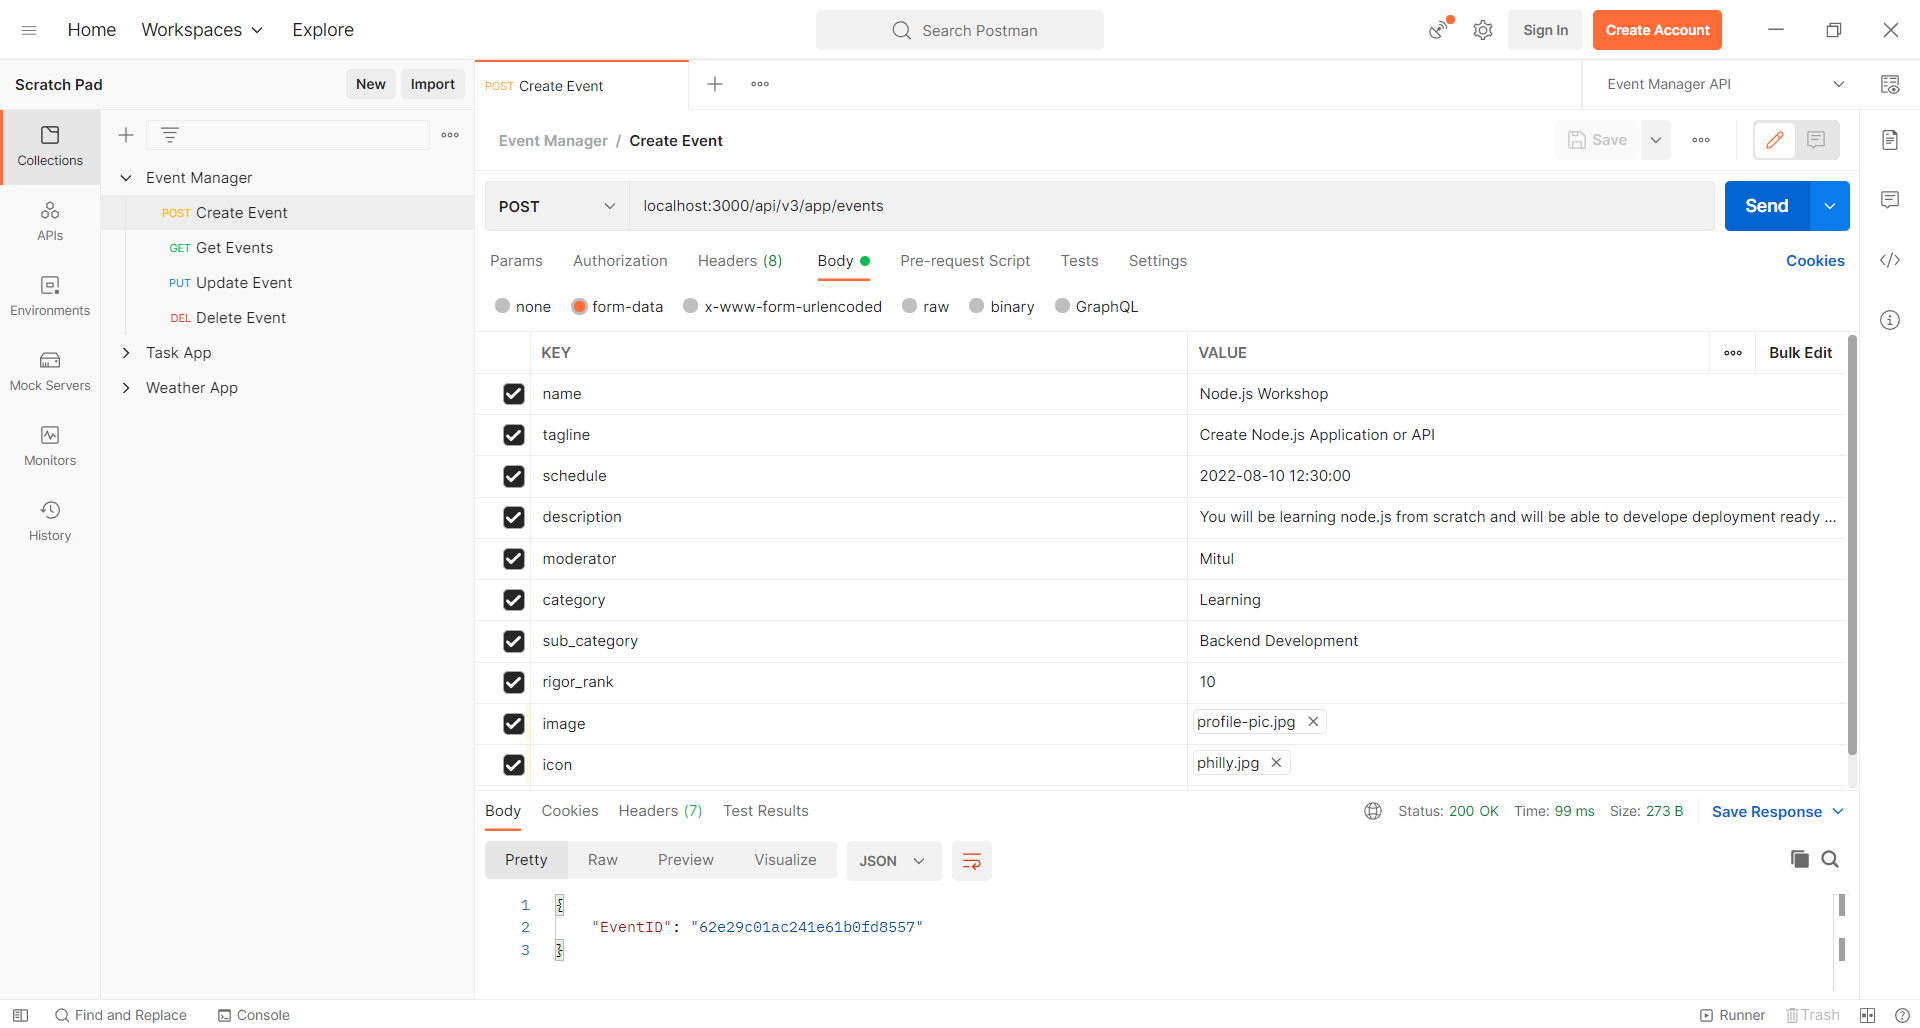 Home Workspaces Explore Search Postman Sign In Create Account
Scratch Pad New Import POST Create Event Event Manager API
Collections
APIs
Environments
Mock Servers
Monitors
History
Event Manager
POST Create Event
GET Get Events
PUT Update Event
DEL Delete Event
Task App
Weather App
Event Manager / Create Event Save
POST localhost:3000/api/v3/app/events Send
Params Authorization Headers (8) Body Pre-request Script Tests Settings Cookies
none form-data x-www-form-urlencoded raw binary GraphQL
KEY VALUE Bulk Edit
name Node.js Workshop
tagline Create Node.js Application or API
schedule 2022-08-10 12:30:00
description You will be learning node.js from scratch and will be able to develope deployment ready ...
moderator Mitul
category Learning
sub_category Backend Development
rigor_rank 10
image profile-pic.jpg
icon philly.jpg
Body Cookies Headers (7) Test Results Status: 200 OK Time: 99 ms Size: 273 B Save Response
Pretty Raw Preview Visualize JSON
1 {
2 "EventID": "62e29c01ac241e61b0fd8557"
3 }
Find and Replace Console Runner Trash